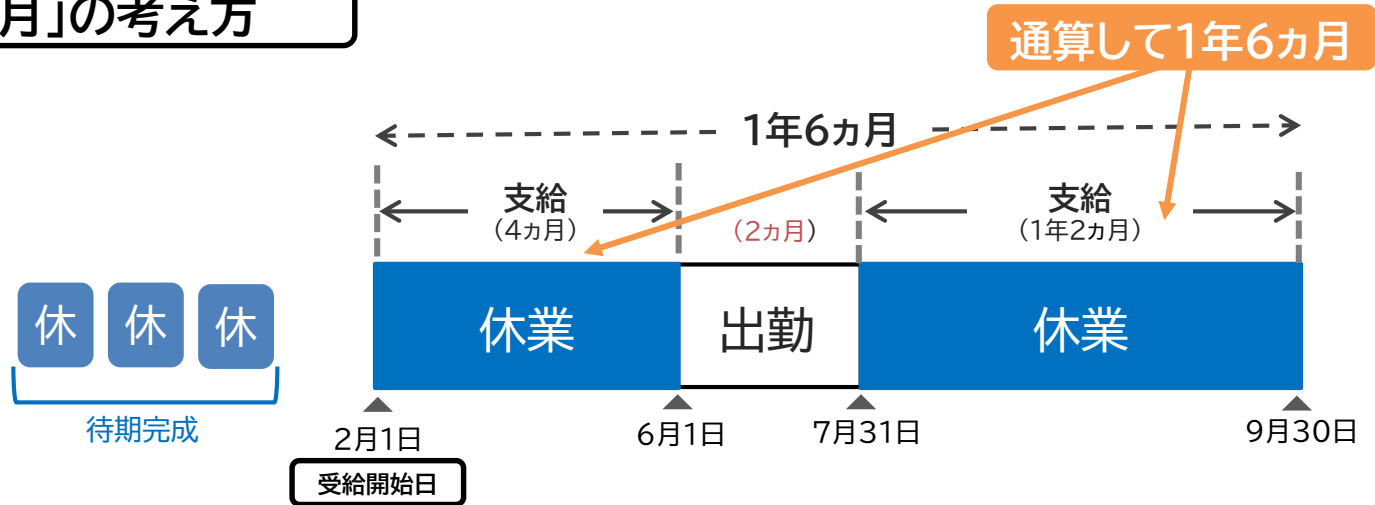 月」の考え方
通算して1年6ヵ月
1年6ヵ月
支給
（4ヵ月）
（2ヵ月）
支給
（1年2ヵ月）
休 休 休
休業
出勤
休業
待期完成
2月1日
6月1日
7月31日
9月30日
受給開始日